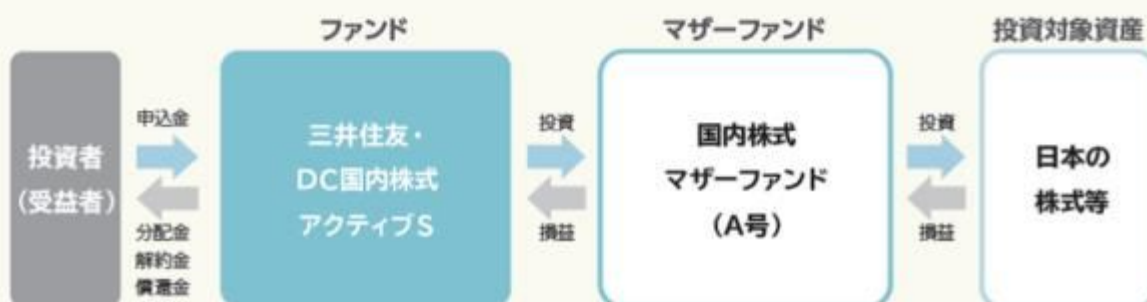 ファンド
マザーファンド
投資対象資産
投資者
(受益者)
申込金
分配金
解約金
償還金
三井住友・
DC国内株式
アクティブS
投資
損益
国内株式
マザーファンド
(A号)
投資
損益
日本の
株式等